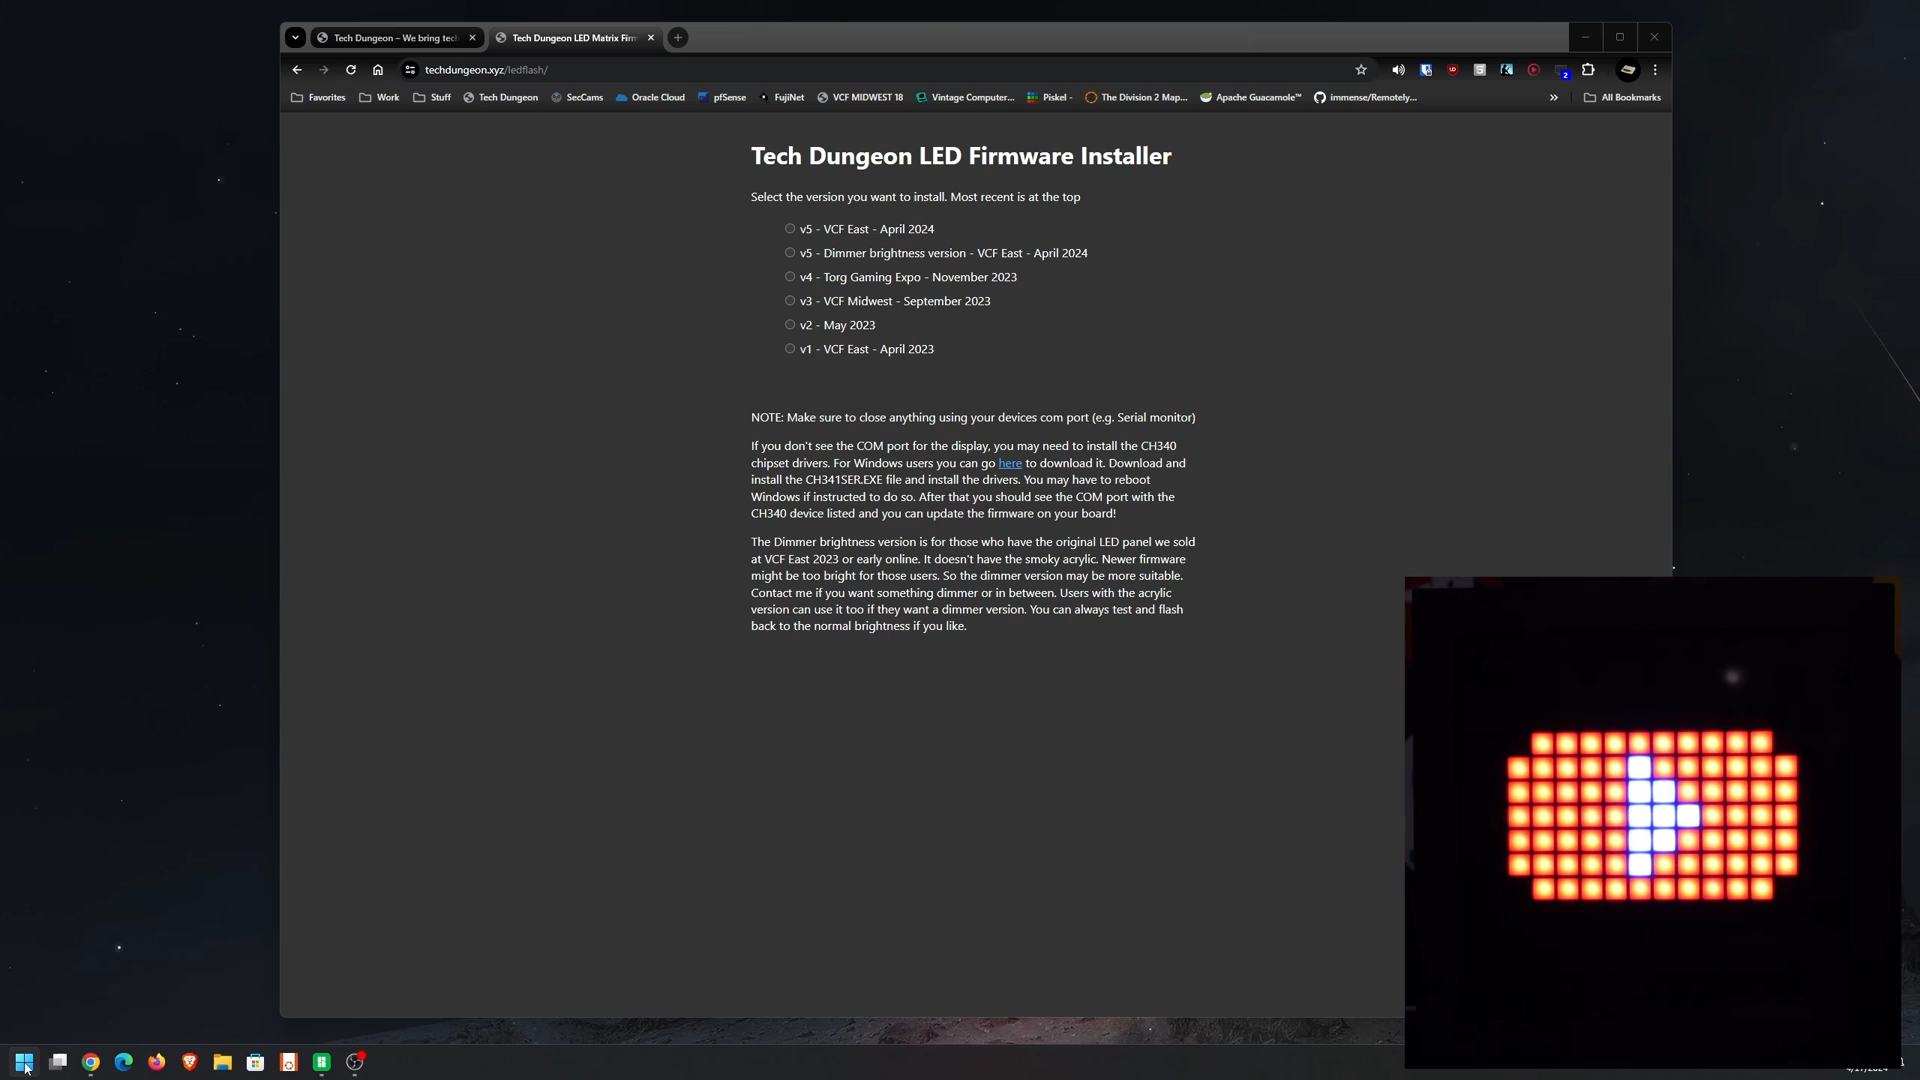 Tech Dungeon – We bring tech
Tech Dungeon LED Matrix Firm
techdungeon.xyz/ledflash/
2
Favorites
Work
Stuff
Tech Dungeon
SecCams
Oracle Cloud
pfSense
FujiNet
VCF MIDWEST 18
Vintage Computer...
Piskel -
The Division 2 Map...
Apache Guacamole™
immense/Remotely...
»
All Bookmarks
Tech Dungeon LED Firmware Installer
Select the version you want to install. Most recent is at the top
v5 - VCF East - April 2024
v5 - Dimmer brightness version - VCF East - April 2024
v4 - Torg Gaming Expo - November 2023
v3 - VCF Midwest - September 2023
v2 - May 2023
v1 - VCF East - April 2023
NOTE: Make sure to close anything using your devices com port (e.g. Serial monitor)
If you don't see the COM port for the display, you may need to install the CH340
chipset drivers. For Windows users you can go here to download it. Download and
install the CH341SER.EXE file and install the drivers. You may have to reboot
Windows if instructed to do so. After that you should see the COM port with the
CH340 device listed and you can update the firmware on your board!
The Dimmer brightness version is for those who have the original LED panel we sold
at VCF East 2023 or early online. It doesn't have the smoky acrylic. Newer firmware
might be too bright for those users. So the dimmer version may be more suitable.
Contact me if you want something dimmer or in between. Users with the acrylic
version can use it too if they want a dimmer version. You can always test and flash
back to the normal brightness if you like.